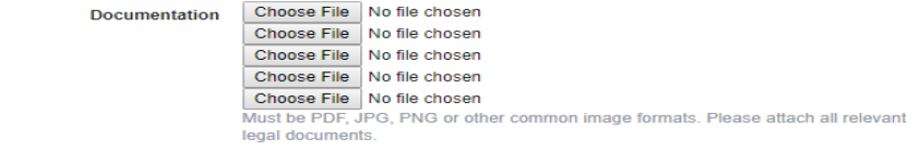 Documentation Choose File No file chosen
Choose File No file chosen
Choose File No file chosen
Choose File No file chosen
Choose File No file chosen
Must be PDF, JPG, PNG or other common image formats. Please attach all relevant
legal documents.